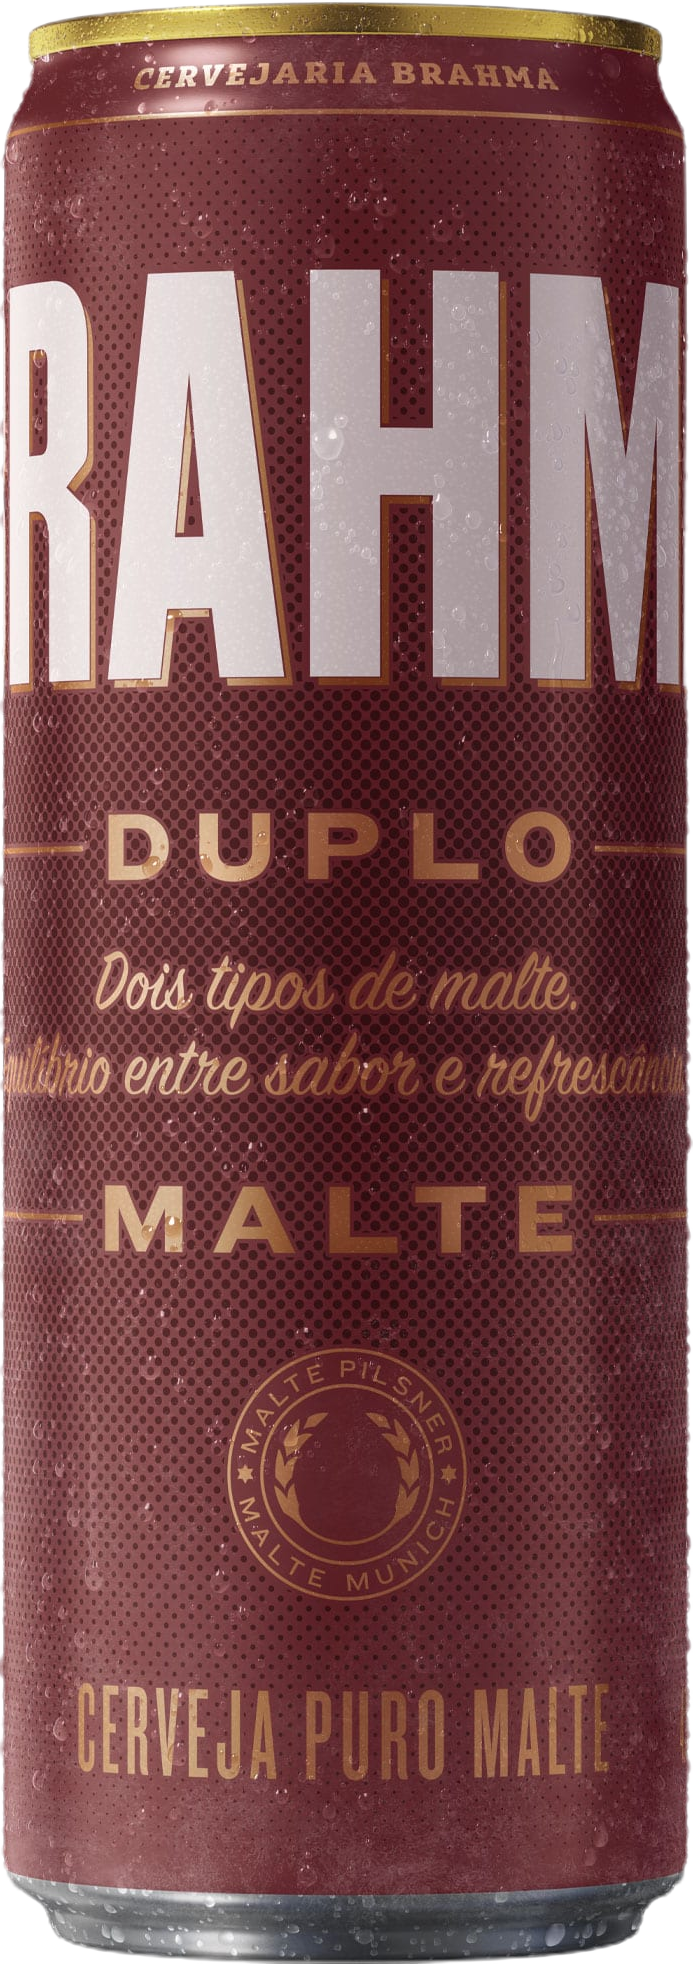 CERVEJARIA BRAHMA
RAHM
DUPLO
Dois tipos de malte.
entre sabor e
MALTE
MALTE PILSNER
MALTE MUNICH
CERVEJA PURO MALTE